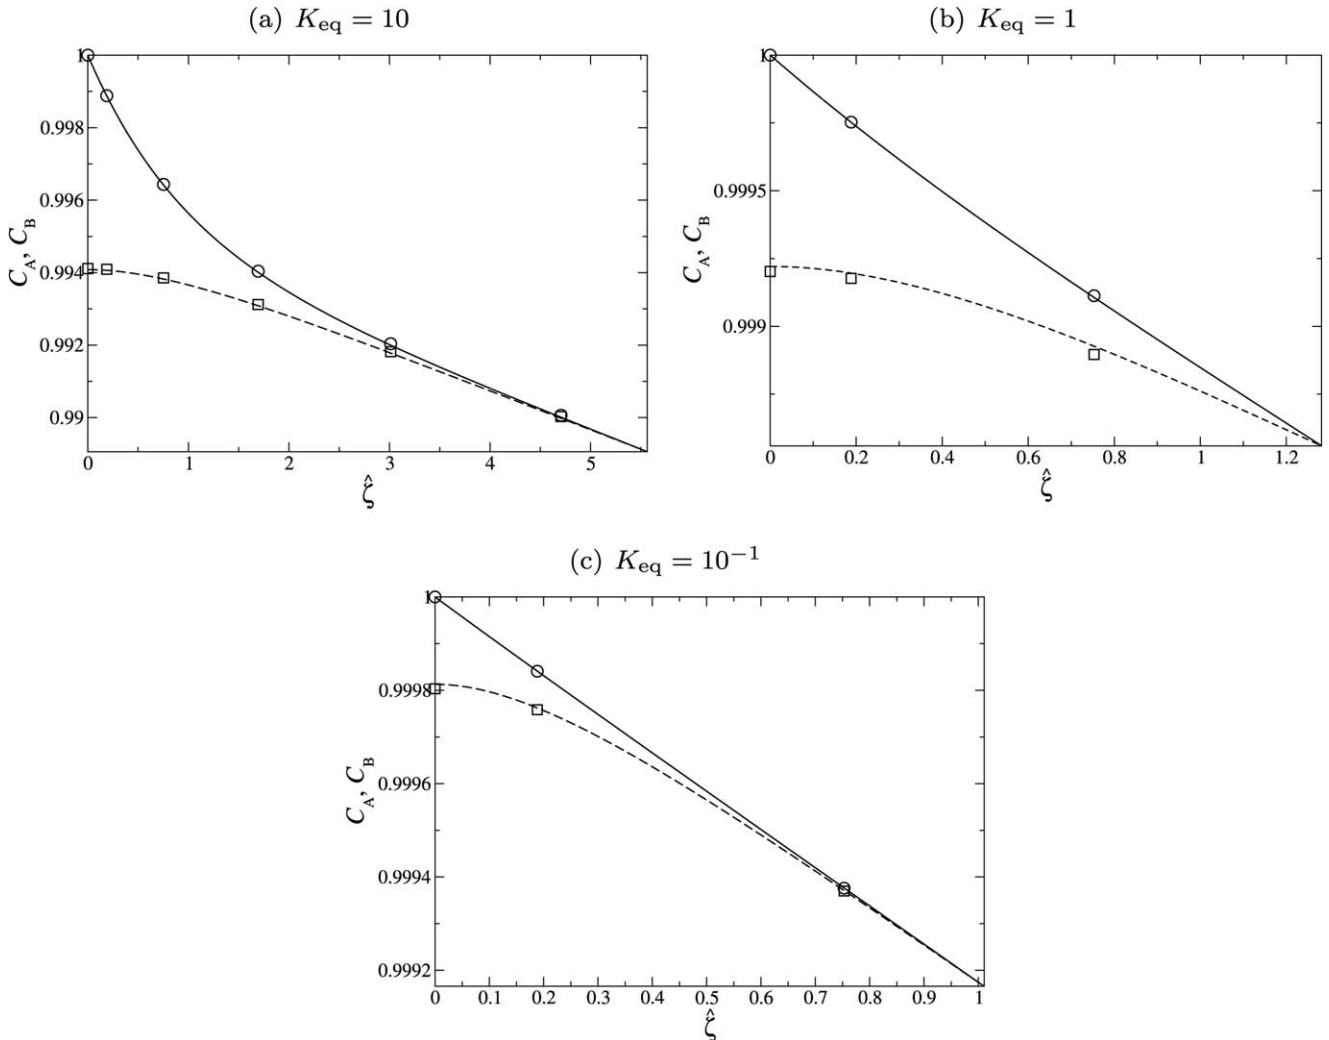 (a) K_eq = 10
1
0.998
0.996
0.994
0.992
0.99
C_A, C_B
0 1 2 3 4 5
ζ̂
(b) K_eq = 1
1
0.9995
0.999
C_A, C_B
0 0.2 0.4 0.6 0.8 1 1.2
ζ̂
(c) K_eq = 10⁻¹
1
0.9998
0.9996
0.9994
0.9992
C_A, C_B
0 0.1 0.2 0.3 0.4 0.5 0.6 0.7 0.8 0.9 1
ζ̂